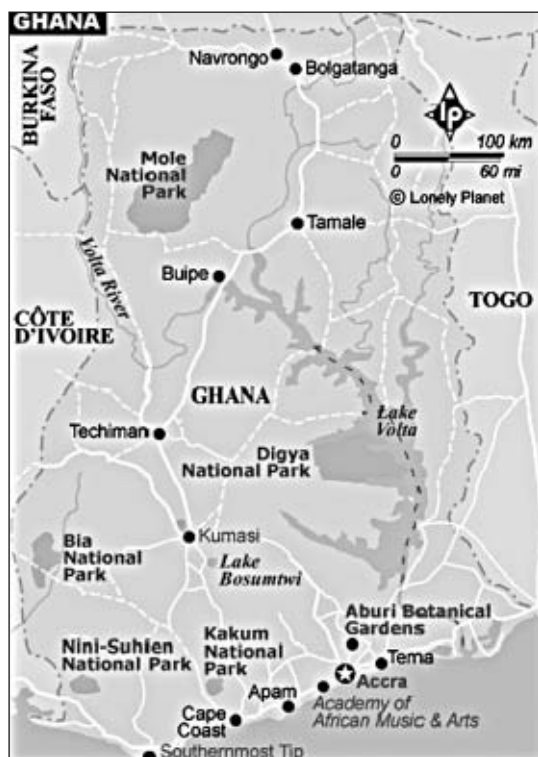 GHANA
BURKINA
FASO
Navrongo
Bolgatanga
lp
0 100 km
0 60 mi
© Lonely Planet
Mole
National
Park
Tamale
Volta River
Buipe
CÔTE
D'IVOIRE
TOGO
GHANA
Lake
Volta
Techiman
Digya
National Park
Kumasi
Bia
National
Park
Lake
Bosumtwi
Aburi Botanical
Gardens
Nini-Suhien
National Park
Kakum
National
Park
Tema
Accra
Apam
Academy of
African Music & Arts
Cape
Coast
Southernmost Tip